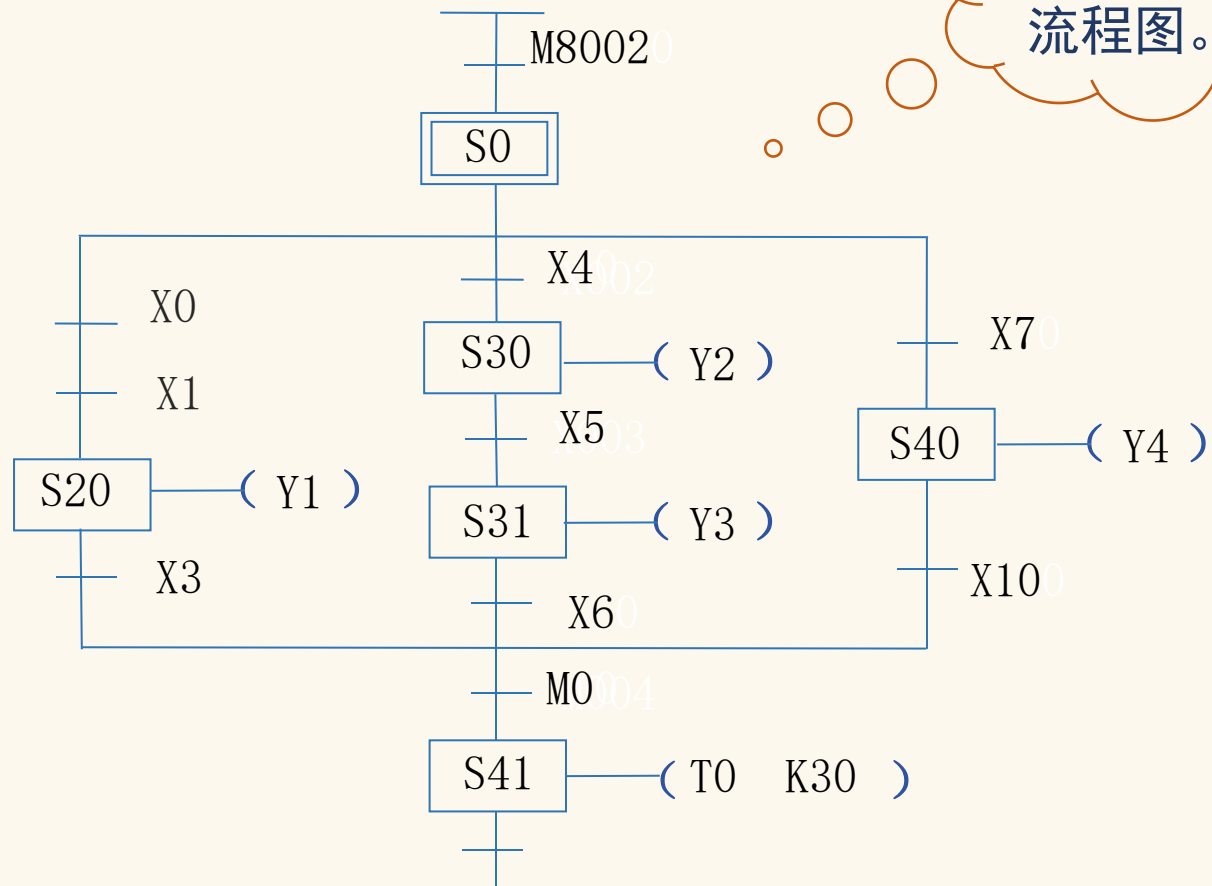 流程图。
M8002
S0
X4
X0
X7
S30
( Y2 )
X1
X5
S40
( Y4 )
S20
( Y1 )
S31
( Y3 )
X3
X10
X6
M0
S41
( T0 K30 )